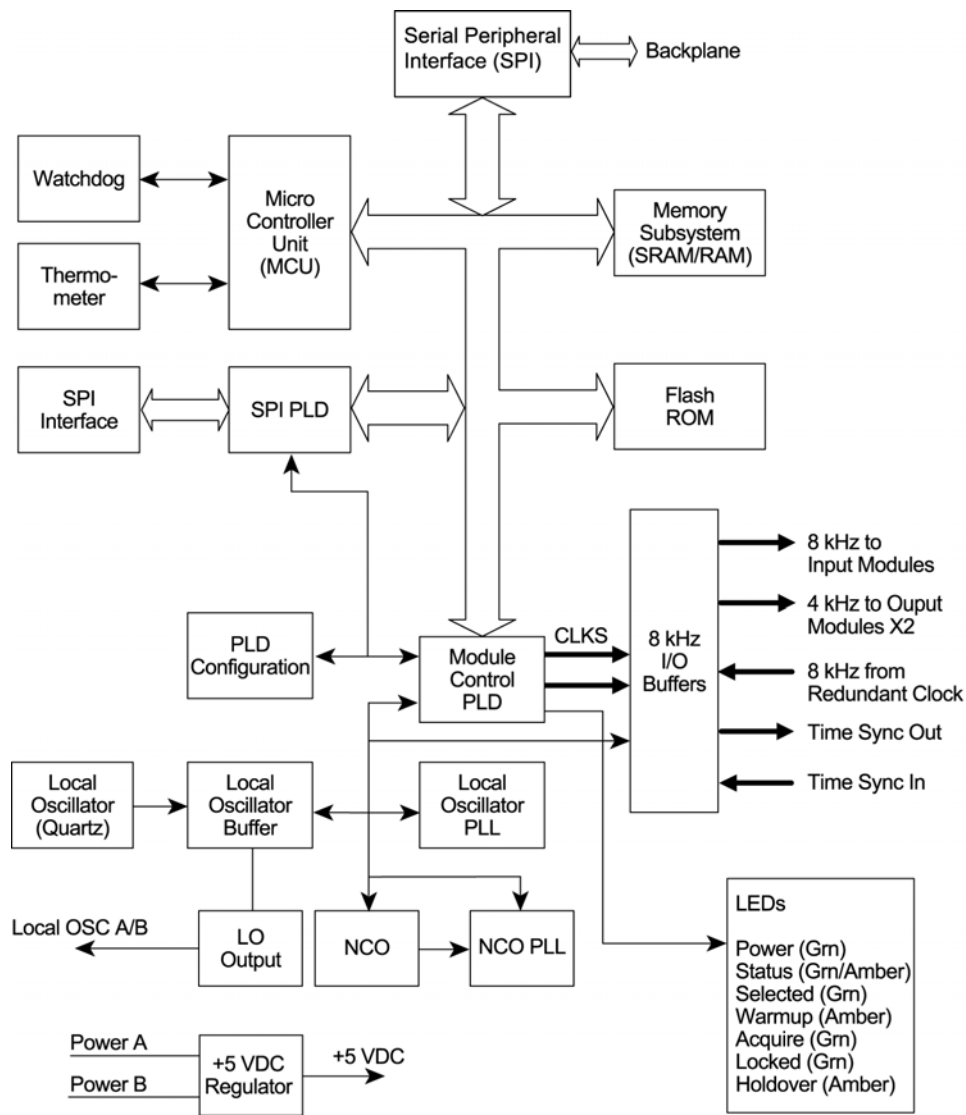 Serial Peripheral
Interface (SPI)
Backplane
Watchdog
Micro
Controller
Unit
(MCU)
Memory
Subsystem
(SRAM/RAM)
Thermo-
meter
SPI
Interface
SPI PLD
Flash
ROM
8 kHz to
Input Modules
4 kHz to Ouput
Modules X2
CLKS
8 kHz
I/O
Buffers
PLD
Configuration
Module
Control
PLD
8 kHz from
Redundant Clock
Time Sync Out
Time Sync In
Local
Oscillator
(Quartz)
Local
Oscillator
Buffer
Local
Oscillator
PLL
Local OSC A/B
LO
Output
NCO
NCO PLL
LEDs
Power (Grn)
Status (Grn/Amber)
Selected (Grn)
Warmup (Amber)
Acquire (Grn)
Locked (Grn)
Holdover (Amber)
Power A
Power B
+5 VDC
Regulator
+5 VDC